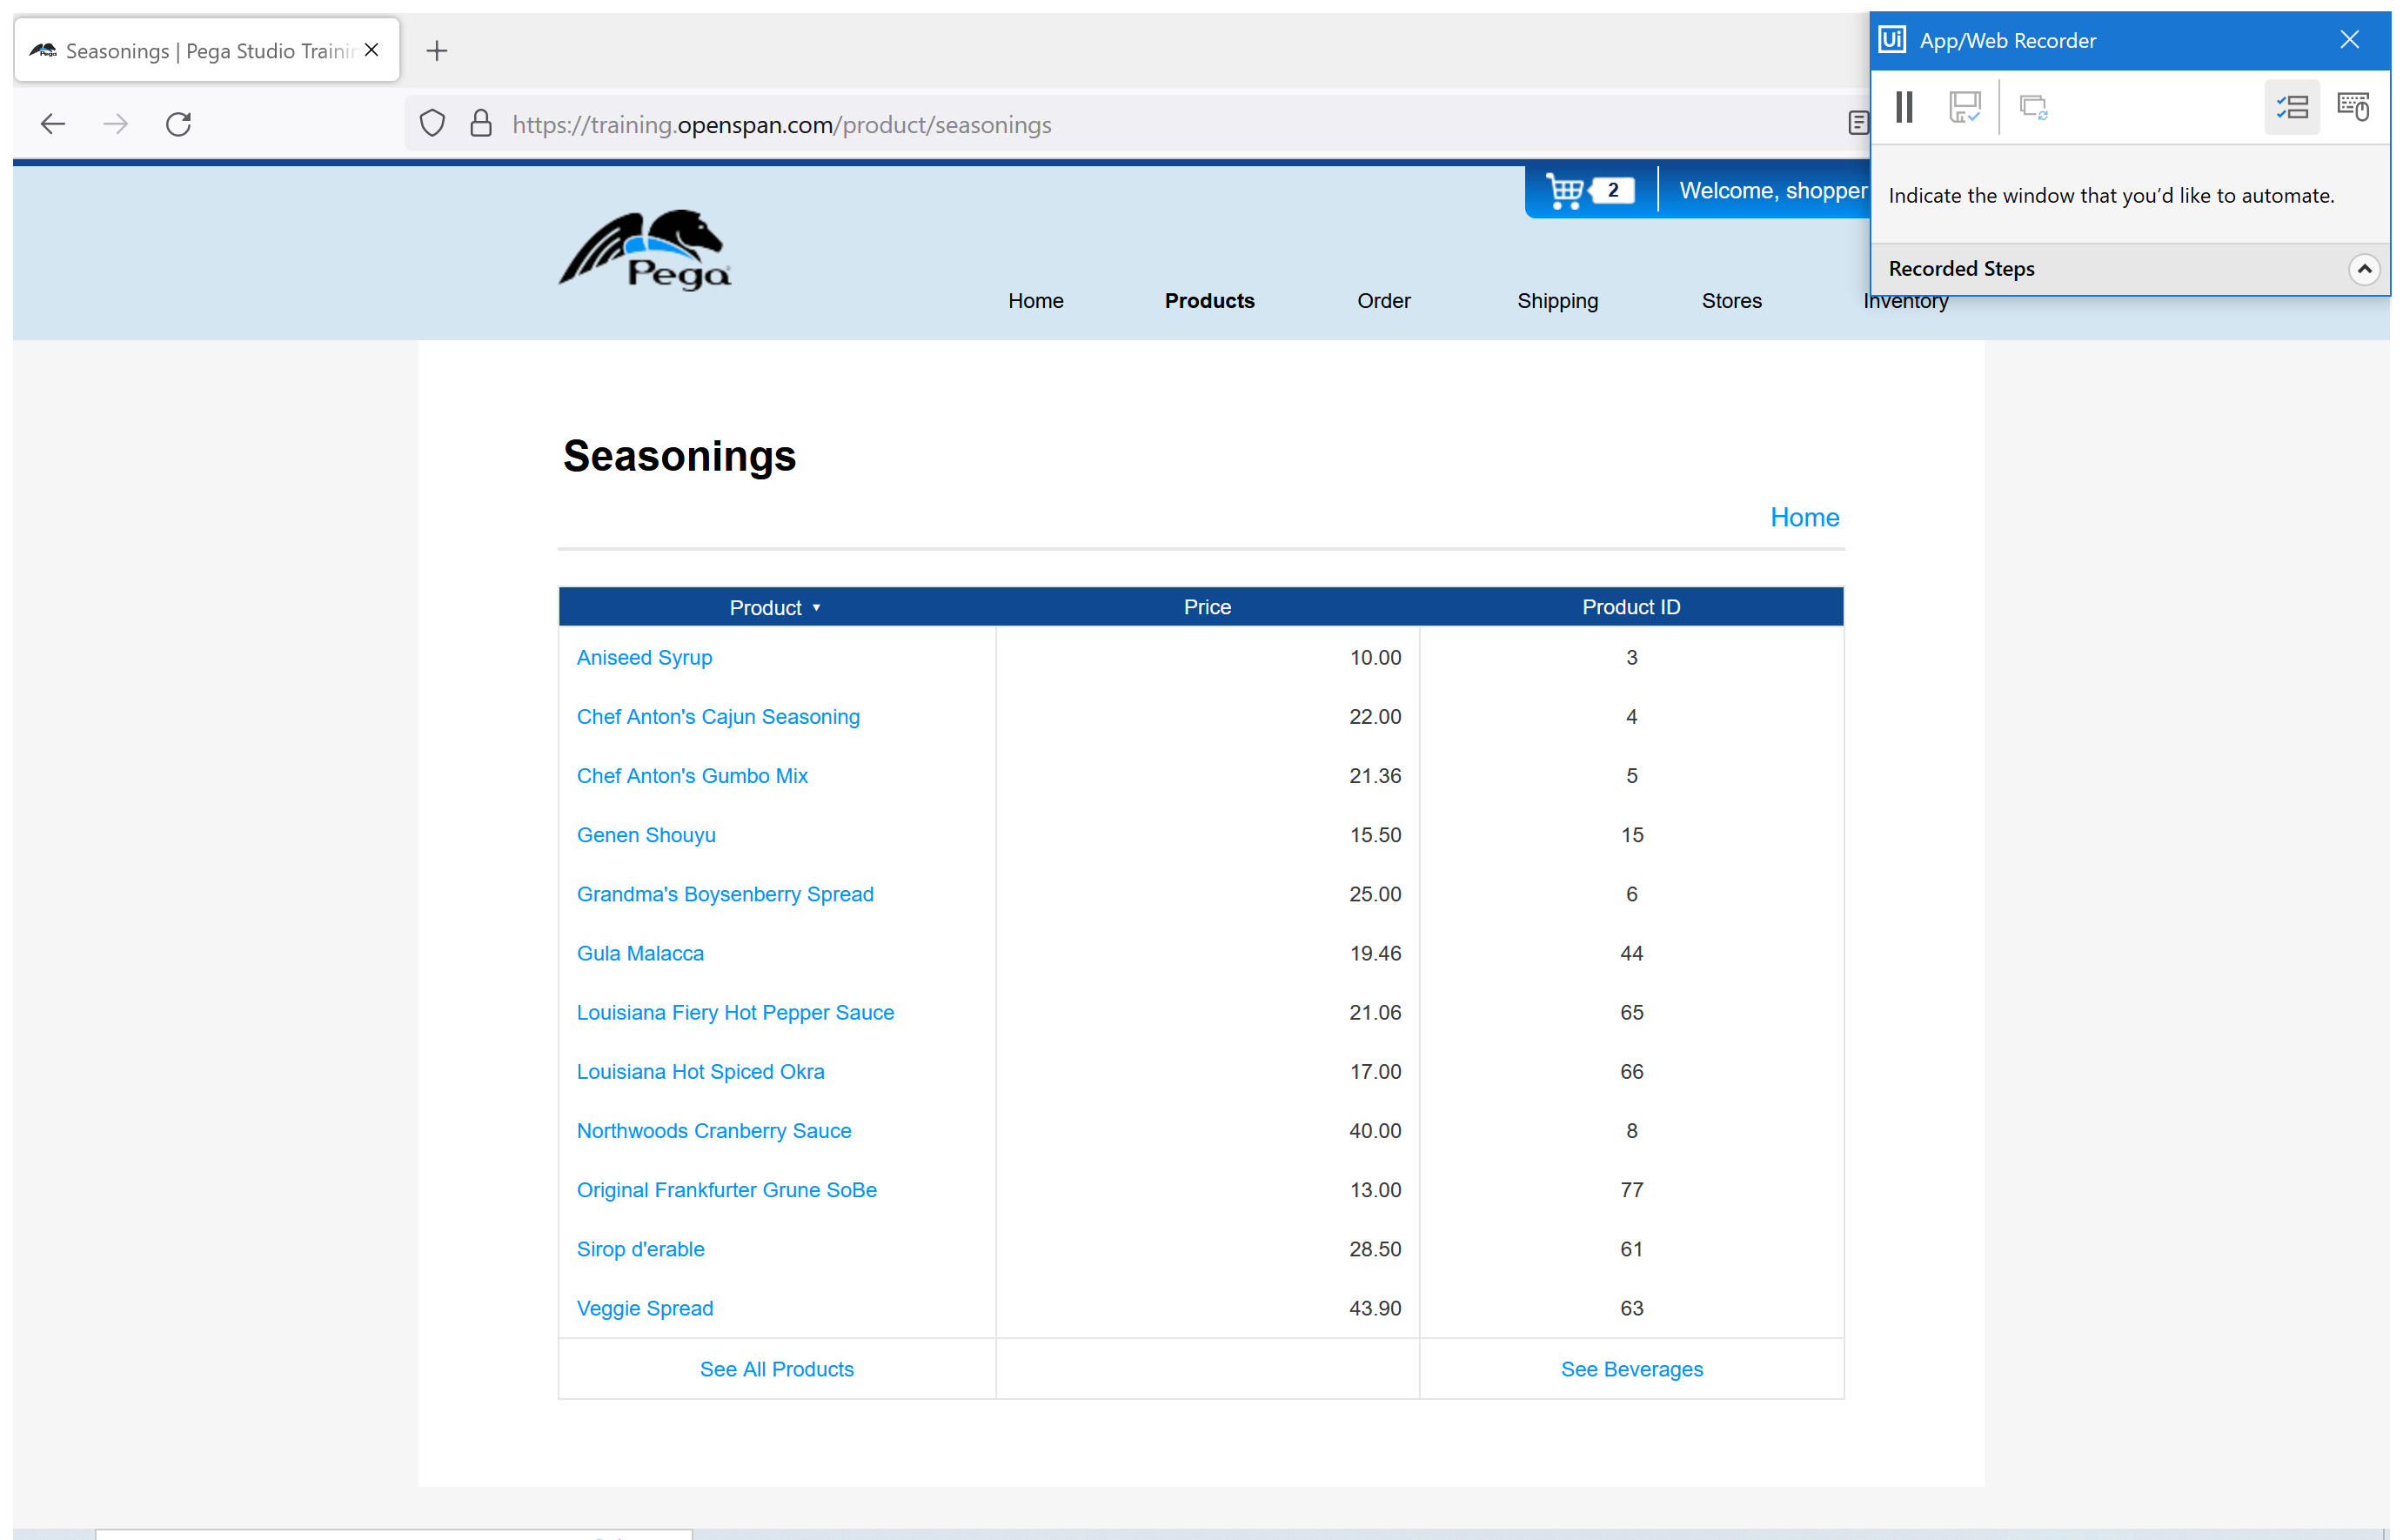 Seasonings | Pega Studio Trainin
App/Web Recorder
https://training.openspan.com/product/seasonings
Indicate the window that you'd like to automate.
Recorded Steps
2
Welcome, shopper
Pega
Home
Products
Order
Shipping
Stores
Inventory
Seasonings
Home
Product ▼ Price Product ID
Aniseed Syrup 10.00 3
Chef Anton's Cajun Seasoning 22.00 4
Chef Anton's Gumbo Mix 21.36 5
Genen Shouyu 15.50 15
Grandma's Boysenberry Spread 25.00 6
Gula Malacca 19.46 44
Louisiana Fiery Hot Pepper Sauce 21.06 65
Louisiana Hot Spiced Okra 17.00 66
Northwoods Cranberry Sauce 40.00 8
Original Frankfurter Grune SoBe 13.00 77
Sirop d'erable 28.50 61
Veggie Spread 43.90 63
See All Products See Beverages